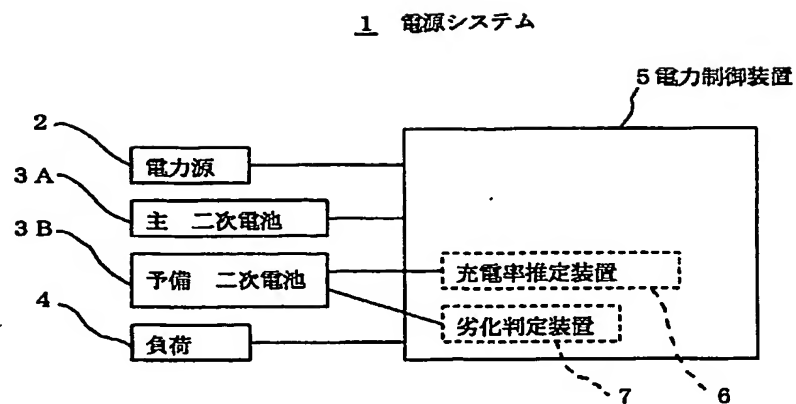 1 電源システム
5電力制御装置
2
電力源
3A
主 二次電池
3B
予備 二次電池
充電率推定装置
4
劣化判定装置
負荷
7
6